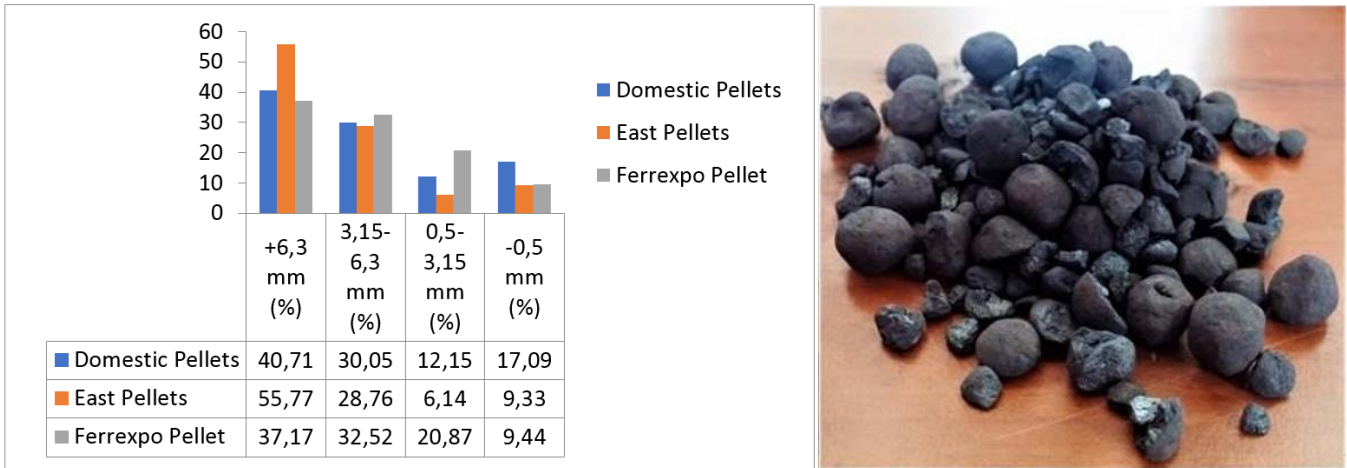 60
50
40
30
20
10
0
Domestic Pellets
East Pellets
Ferrexpo Pellet
+6,3 mm (%)
3,15-6,3 mm (%)
0,5-3,15 mm (%)
-0,5 mm (%)
Domestic Pellets 40,71 30,05 12,15 17,09
East Pellets 55,77 28,76 6,14 9,33
Ferrexpo Pellet 37,17 32,52 20,87 9,44